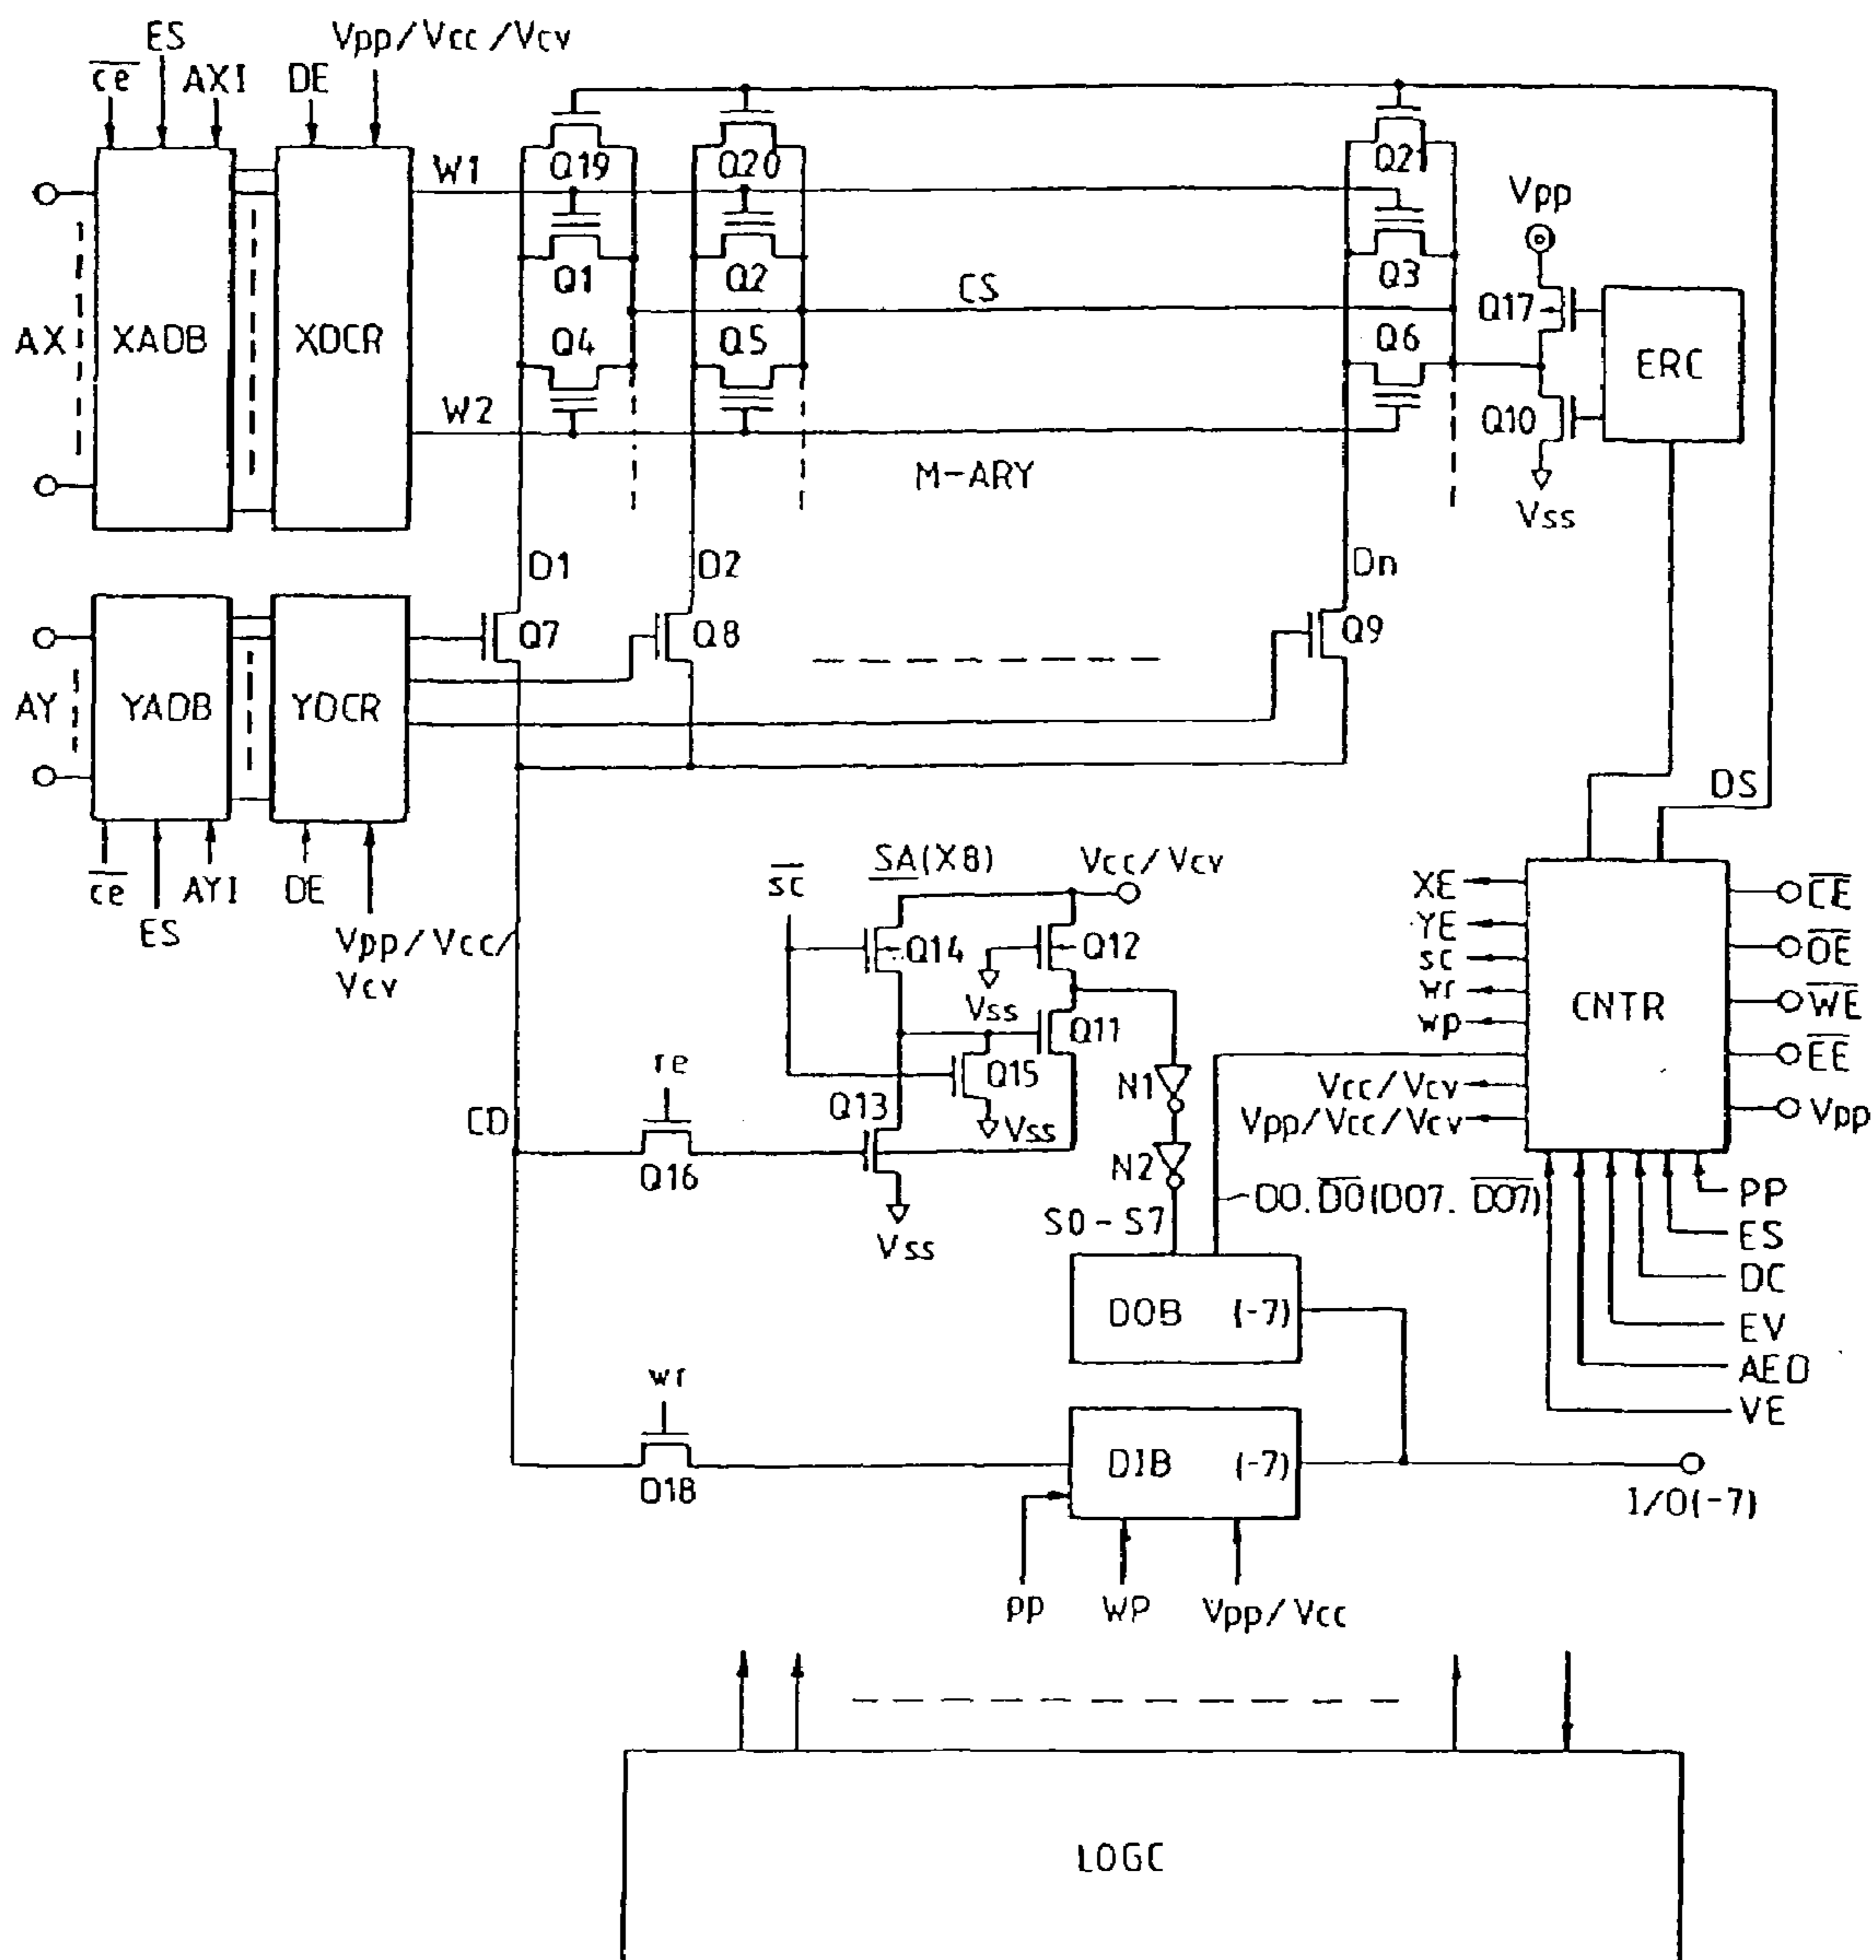 ES
Vpp/Vcc/Vcv
ce
AXI
DE
W1
Q19
Q20
Q21
Vpp
Q1
Q2
Q3
CS
Q17
AX
XADB
XDCR
Q4
Q5
Q6
ERC
W2
Q10
M-ARY
Vss
D1
D2
Dn
Q7
Q8
Q9
AY
YADB
YDCR
DS
ce
AYI
DE
ES
Vpp/Vcc/
Vcv
sc
SA(X8)
Vcc/Vcv
Q14
Q12
Vss
Q11
Q15
Vss
Q13
re
CD
Q16
Vss
N1
N2
S0-S7
XE
YE
sc
wr
wp
Vcc/Vcv
Vpp/Vcc/Vcv
CNTR
CE
OE
WE
EE
Vpp
DO.DO(DO7.DO7)
PP
ES
DC
EV
AEO
VE
DOB (-7)
wr
Q18
DIB (-7)
I/O(-7)
pp
WP
Vpp/Vcc
LOGC